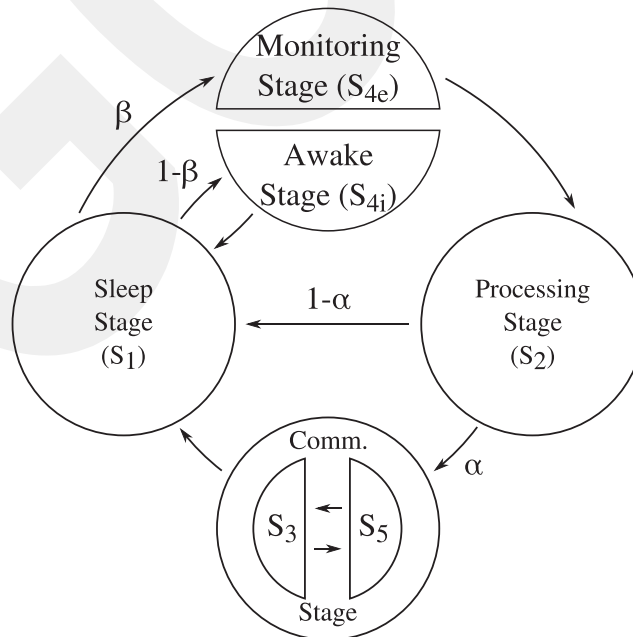 Monitoring
Stage (S4e)
β
1-β
Awake
Stage (S4i)
Sleep
Stage
(S1)
1-α
Processing
Stage
(S2)
α
Comm.
S3
S5
Stage